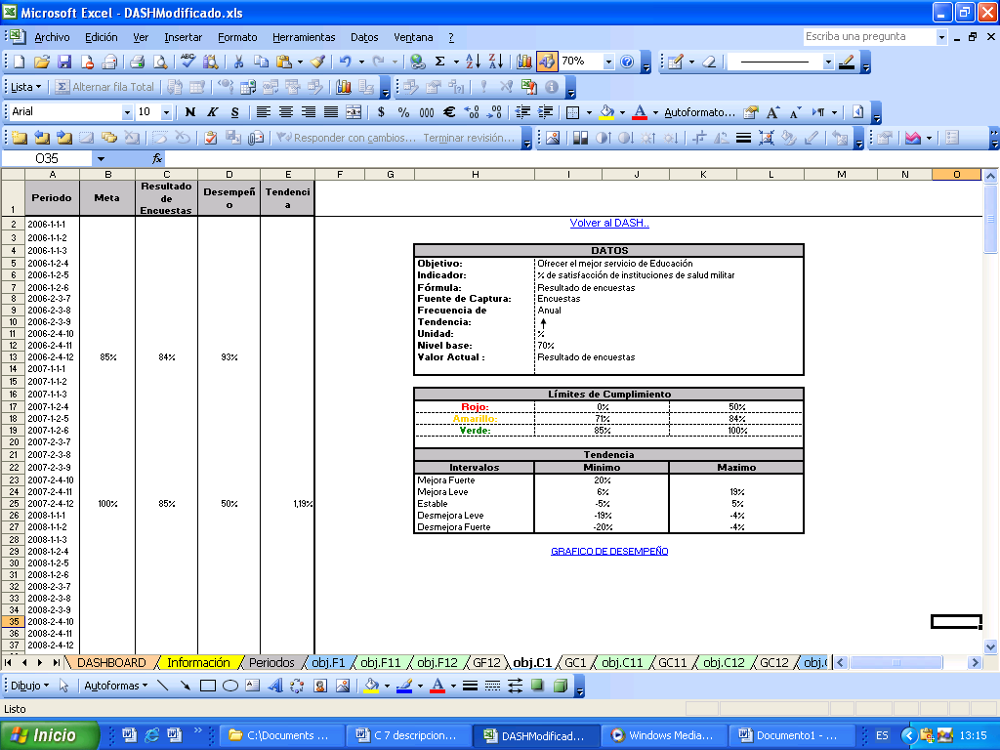 Microsoft Excel - DASHModificado.xls
Archivo Edición Ver Insertar Formato Herramientas Datos Ventana ? Escriba una pregunta
70%
Lista Alternar fila Total
Arial 10 N K S $ % 000 € Autoformato...
Responder con cambios... Terminar revisión...
O35 fx
A B C D E F G H I J K L M N O
1 Periodo Meta Resultado de Encuestas Desempeño Tendencia
2 2006-1-1-1 Volver al DASH..
3 2006-1-1-2
4 2006-1-1-3 DATOS
5 2006-1-2-4 Objetivo: Ofrecer el mejor servicio de Educación
6 2006-1-2-5 Indicador: % de satisfacción de instituciones de salud militar
7 2006-1-2-6 Fórmula: Resultado de encuestas
8 2006-2-3-7 Fuente de Captura: Encuestas
9 2006-2-3-8 Frecuencia de Anual
10 2006-2-3-9 Tendencia: ↑
11 2006-2-4-10 Unidad: %
12 2006-2-4-11 Nivel base: 70%
13 2006-2-4-12 85% 84% 93% Valor Actual : Resultado de encuestas
14 2007-1-1-1
15 2007-1-1-2
16 2007-1-1-3 Límites de Cumplimiento
17 2007-1-2-4 Rojo: 0% 50%
18 2007-1-2-5 Amarillo: 71% 84%
19 2007-1-2-6 Verde: 85% 100%
20 2007-2-3-7
21 2007-2-3-8 Tendencia
22 2007-2-3-9 Intervalos Minimo Maximo
23 2007-2-4-10 Mejora Fuerte 20%
24 2007-2-4-11 Mejora Leve 6% 19%
25 2007-2-4-12 100% 85% 50% 1,19% Estable -5% 5%
26 2008-1-1-1 Desmejora Leve -19% -4%
27 2008-1-1-2 Desmejora Fuerte -20% -4%
28 2008-1-1-3
29 2008-1-2-4 GRAFICO DE DESEMPEÑO
30 2008-1-2-5
31 2008-1-2-6
32 2008-2-3-7
33 2008-2-3-8
34 2008-2-3-9
35 2008-2-4-10
36 2008-2-4-11
37 2008-2-4-12
DASHBOARD Información Periodos obj.F1 obj.F11 obj.F12 GF12 obj.C1 GC1 obj.C11 GC11 obj.C12 GC12 obj.
Dibujo Autoformas
Listo
Inicio C:\Documents ... C 7 descripcion... DASHModificad... Windows Media... Documento1 - ... ES 13:15